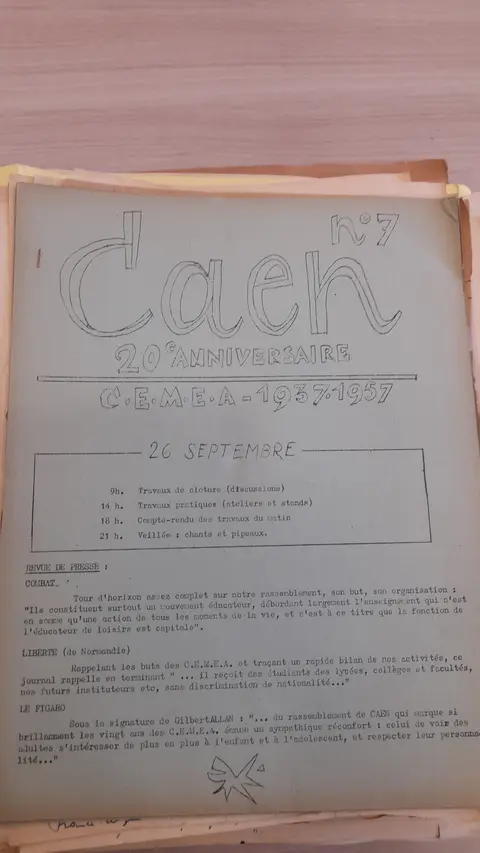 n°7
Caen
20e ANNIVERSAIRE
C.E.M.E.A - 1937.1957
26 SEPTEMBRE
9h. Travaux de cloture (discussions)
14 h. Travaux pratiques (ateliers et stands)
18 h. Compte-rendu des travaux du matin
21 h. Veillée : chants et pipeaux.
REVUE DE PRESSE :
COMBAT
Tour d'horizon assez complet sur notre rassemblement, son but, son organisation :
"Ils constituent surtout un mouvement éducateur, débordant largement l'enseignement qui n'est
en somme qu'une action de tous les moments de la vie, et c'est à ce titre que la fonction de
l'éducateur de loisirs est capitale".
LIBERTE (de Normandie)
Rappelant les buts des C.E.M.E.A. et traçant un rapide bilan de nos activités, ce
journal rappelle en terminant " ... il reçoit des étudiants des lycées, collèges et facultés,
nos futurs instituteurs etc, sans discrimination de nationalité..."
LE FIGARO
Sous la signature de GilbertALLAN : "... du rassemblement de CAEN qui marque si
brillamment les vingt ans des C.E.M.E.A. émane un sympathique réconfort : celui de voir des
adultes s'intéresser de plus en plus à l'enfant et à l'adolescent, et respecter leur personna
lité..."